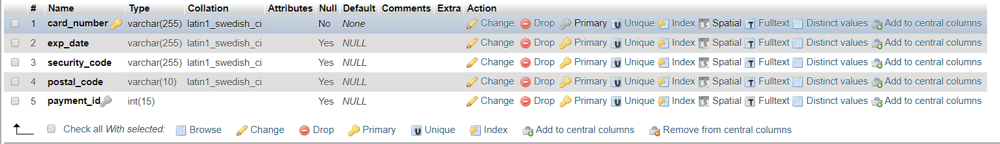 # Name Type Collation Attributes Null Default Comments Extra Action
1 card_number varchar(255) latin1_swedish_ci No None Change Drop Primary Unique Index Spatial Fulltext Distinct values Add to central columns
2 exp_date varchar(255) latin1_swedish_ci Yes NULL Change Drop Primary Unique Index Spatial Fulltext Distinct values Add to central columns
3 security_code varchar(255) latin1_swedish_ci Yes NULL Change Drop Primary Unique Index Spatial Fulltext Distinct values Add to central columns
4 postal_code varchar(10) latin1_swedish_ci Yes NULL Change Drop Primary Unique Index Spatial Fulltext Distinct values Add to central columns
5 payment_id int(15) Yes NULL Change Drop Primary Unique Index Spatial Fulltext Distinct values Add to central columns
Check all With selected: Browse Change Drop Primary Unique Index Add to central columns Remove from central columns